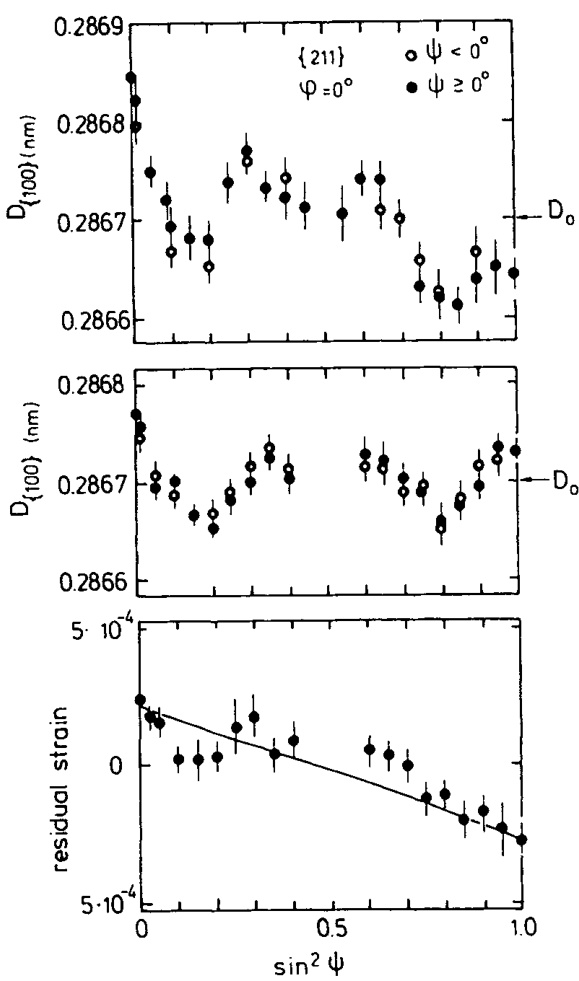 0.2869
{211}
φ=0°
ψ < 0°
ψ ≥ 0°
0.2868
0.2867
0.2866
D{100} (nm)
D₀
0.2868
0.2867
0.2866
D{100} (nm)
D₀
5· 10⁻⁴
0
5·10⁻⁴
residual strain
0
0.5
1.0
sin² ψ